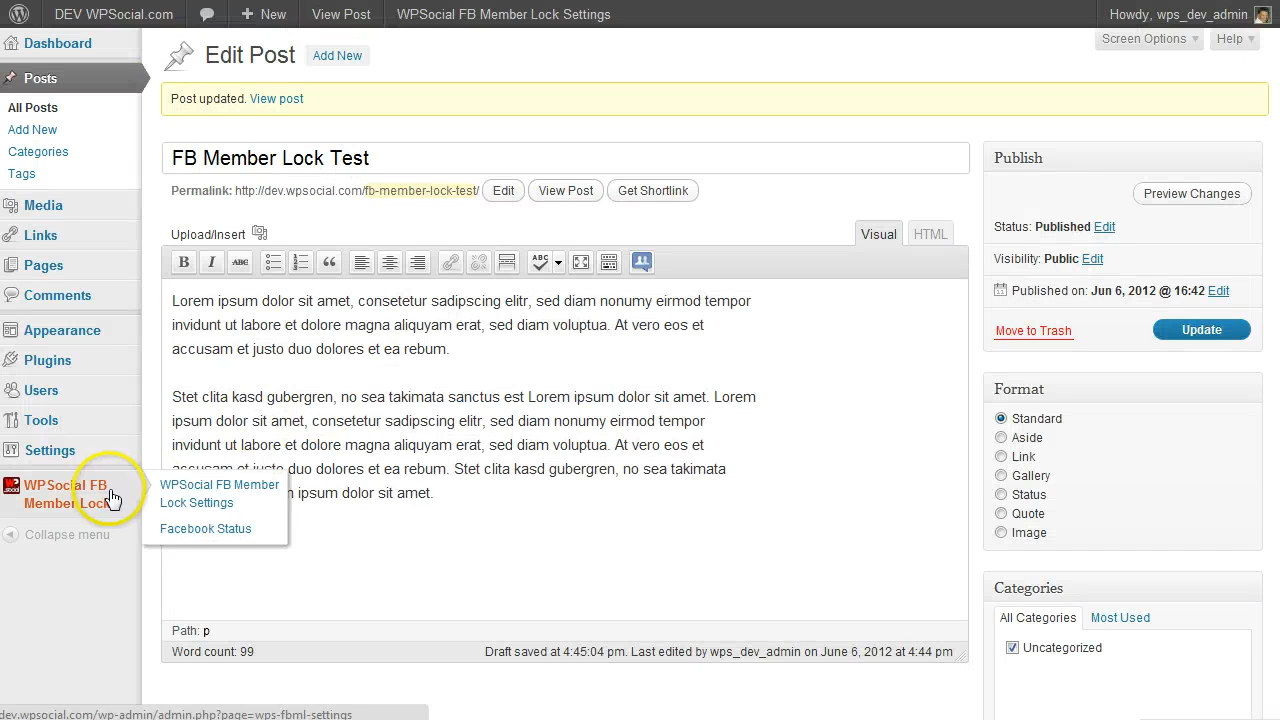 DEV WPSocial.com
New
View Post
WPSocial FB Member Lock Settings
Howdy, wps_dev_admin
Dashboard
Posts
All Posts
Add New
Categories
Tags
Media
Links
Pages
Comments
Appearance
Plugins
Users
Tools
Settings
WPSocial FB
Member Lock
Collapse menu
WPSocial FB Member
Lock Settings
Facebook Status
Edit Post
Add New
Screen Options
Help
Post updated. View post
FB Member Lock Test
Permalink: http://dev.wpsocial.com/fb-member-lock-test/
Edit
View Post
Get Shortlink
Upload/Insert
Visual
HTML
B
I
ABC
ABC
Lorem ipsum dolor sit amet, consetetur sadipscing elitr, sed diam nonumy eirmod tempor
invidunt ut labore et dolore magna aliquyam erat, sed diam voluptua. At vero eos et
accusam et justo duo dolores et ea rebum.
Stet clita kasd gubergren, no sea takimata sanctus est Lorem ipsum dolor sit amet. Lorem
ipsum dolor sit amet, consetetur sadipscing elitr, sed diam nonumy eirmod tempor
invidunt ut labore et dolore magna aliquyam erat, sed diam voluptua. At vero eos et
accusam et justo duo dolores et ea rebum. Stet clita kasd gubergren, no sea takimata
ipsum dolor sit amet.
Path: p
Word count: 99
Draft saved at 4:45:04 pm. Last edited by wps_dev_admin on June 6, 2012 at 4:44 pm
Publish
Preview Changes
Status: Published Edit
Visibility: Public Edit
Published on: Jun 6, 2012 @ 16:42 Edit
Move to Trash
Update
Format
Standard
Aside
Link
Gallery
Status
Quote
Image
Categories
All Categories
Most Used
Uncategorized
dev.wpsocial.com/wp-admin/admin.php?page=wps-fbml-settings